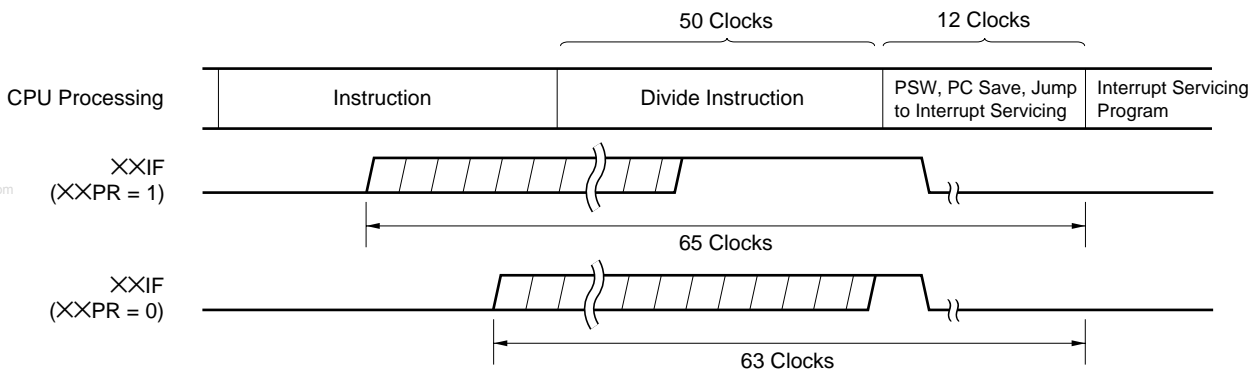 50 Clocks
12 Clocks
CPU Processing
Instruction
Divide Instruction
PSW, PC Save, Jump
to Interrupt Servicing
Interrupt Servicing
Program
××IF
(××PR = 1)
om
65 Clocks
××IF
(××PR = 0)
63 Clocks